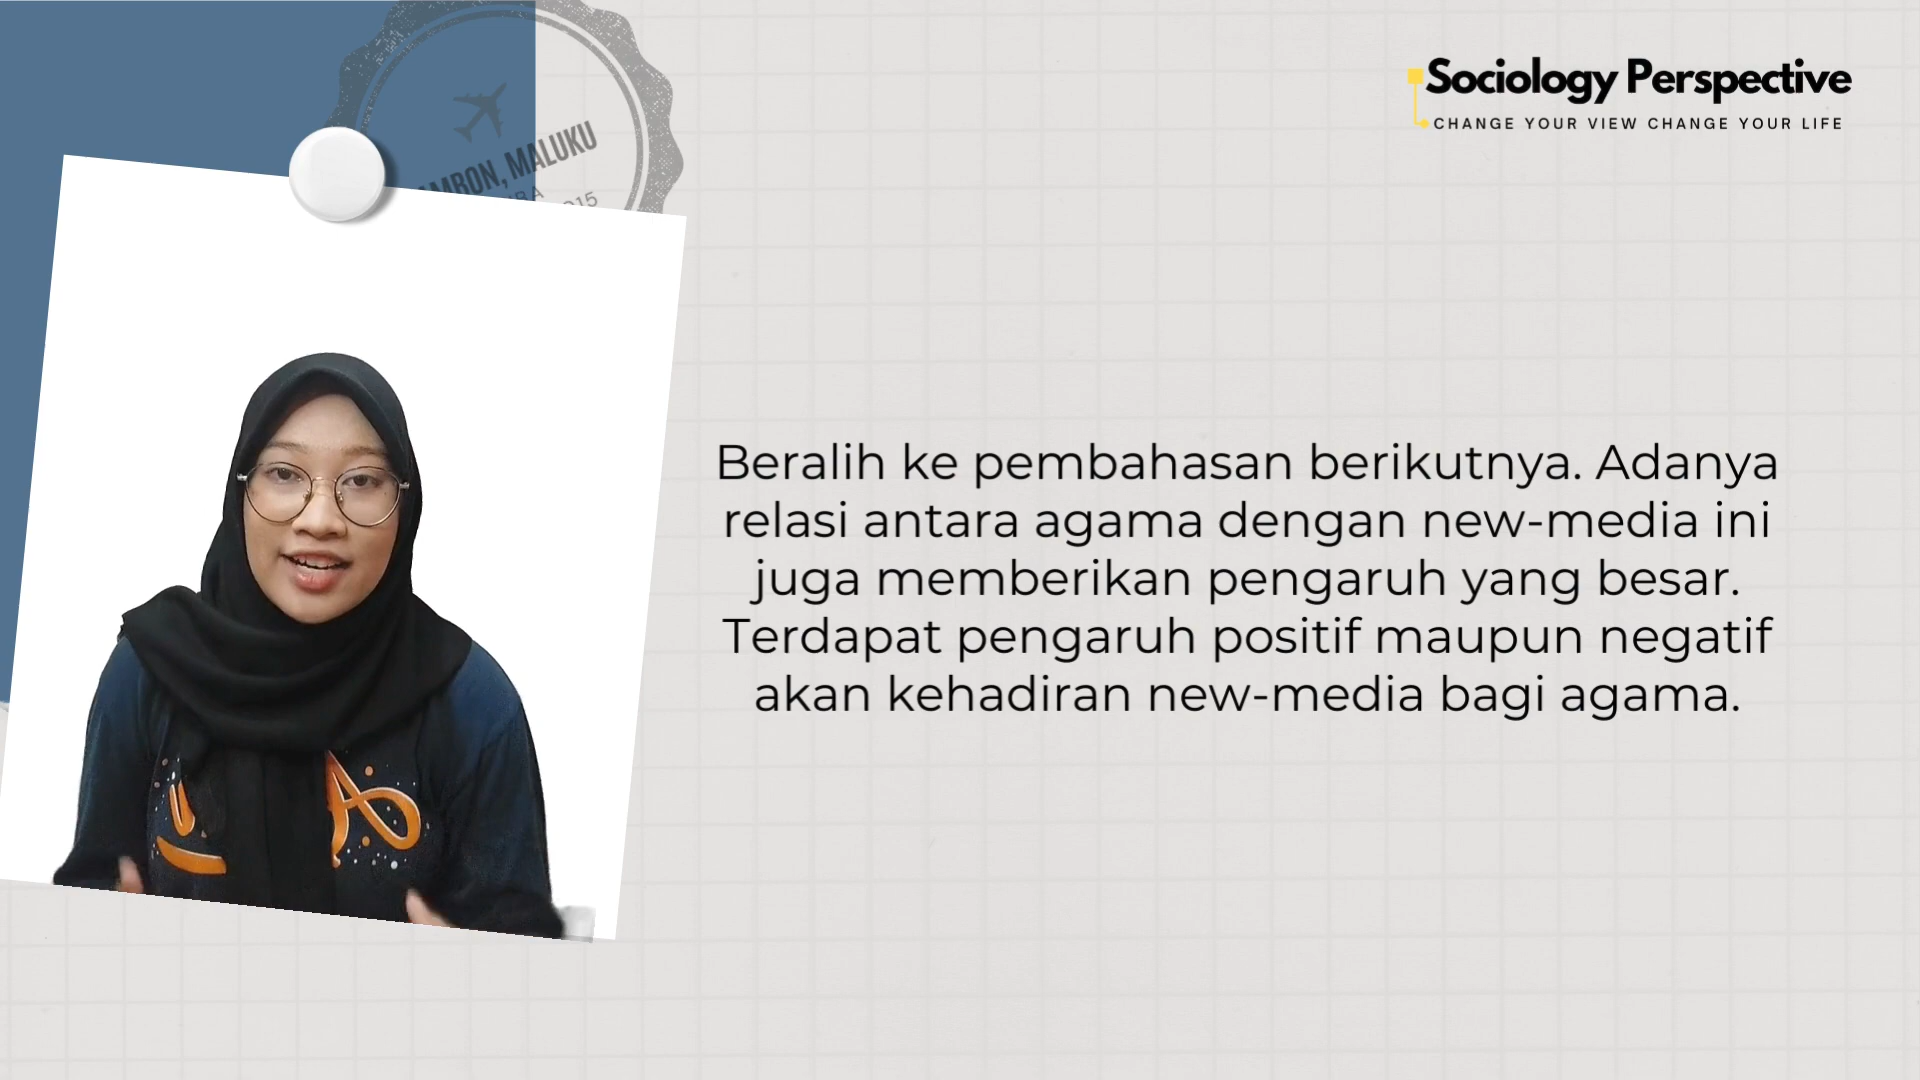 Sociology Perspective
CHANGE YOUR VIEW CHANGE YOUR LIFE
MALUKU
Beralih ke pembahasan berikutnya. Adanya
relasi antara agama dengan new-media ini
juga memberikan pengaruh yang besar.
Terdapat pengaruh positif maupun negatif
akan kehadiran new-media bagi agama.